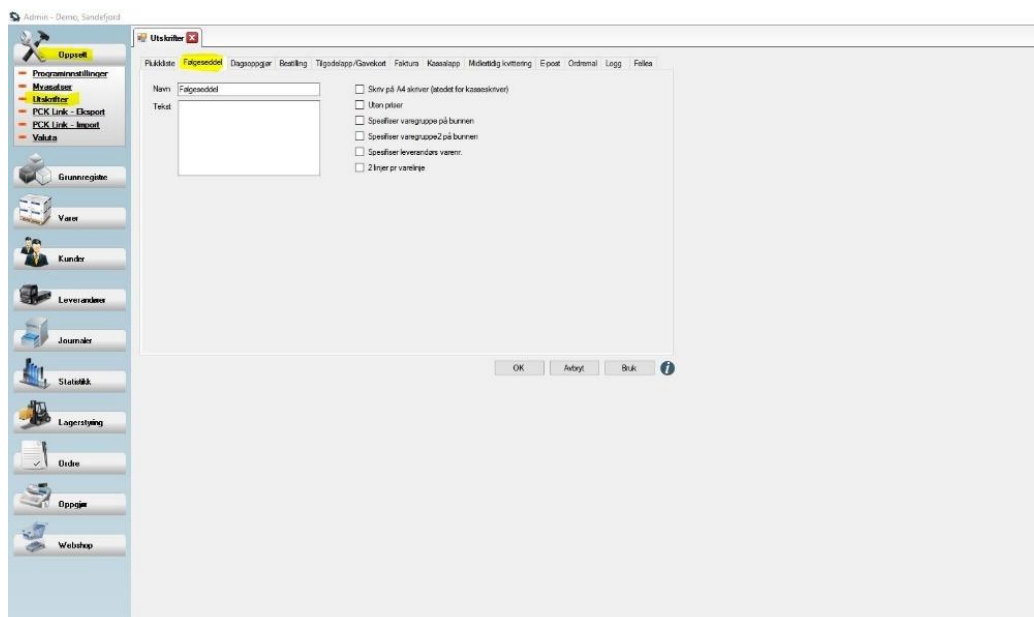 Admin - Demo, Sandefjord
Oppsett
Programinnstillinger
Mvasatser
Utskrifter
PCK Link - Eksport
PCK Link - Import
Valuta
Grunnregistre
Varer
Kunder
Leverandører
Journaler
Statistikk
Lagerstyring
Ordre
Oppgjør
Webshop
Utskrifter
Plukkliste Følgeseddel Dagsoppgjør Bestilling Tilgodelapp/Gavekort Faktura Kassalapp Midlertidig kvittering E-post Ordremal Logg Felles
Navn Følgeseddel
Tekst
Skriv på A4 skriver (istedet for kasseskriver)
Uten priser
Spesifiser varegruppe på bunnen
Spesifiser varegruppe2 på bunnen
Spesifiser leverandørs varenr.
2 linjer pr varelinje
OK Avbryt Bruk